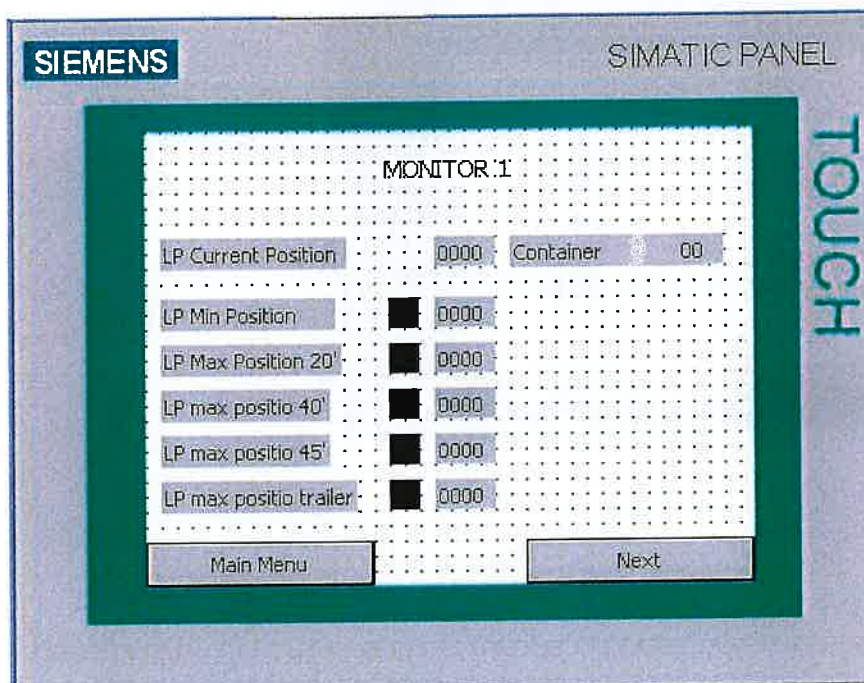 SIEMENS
SIMATIC PANEL
TOUCH
MONITOR 1
LP Current Position 0000 Container 00
LP Min Position 0000
LP Max Position 20' 0000
LP max positio 40' 0000
LP max positio 45' 0000
LP max positio trailer 0000
Main Menu Next